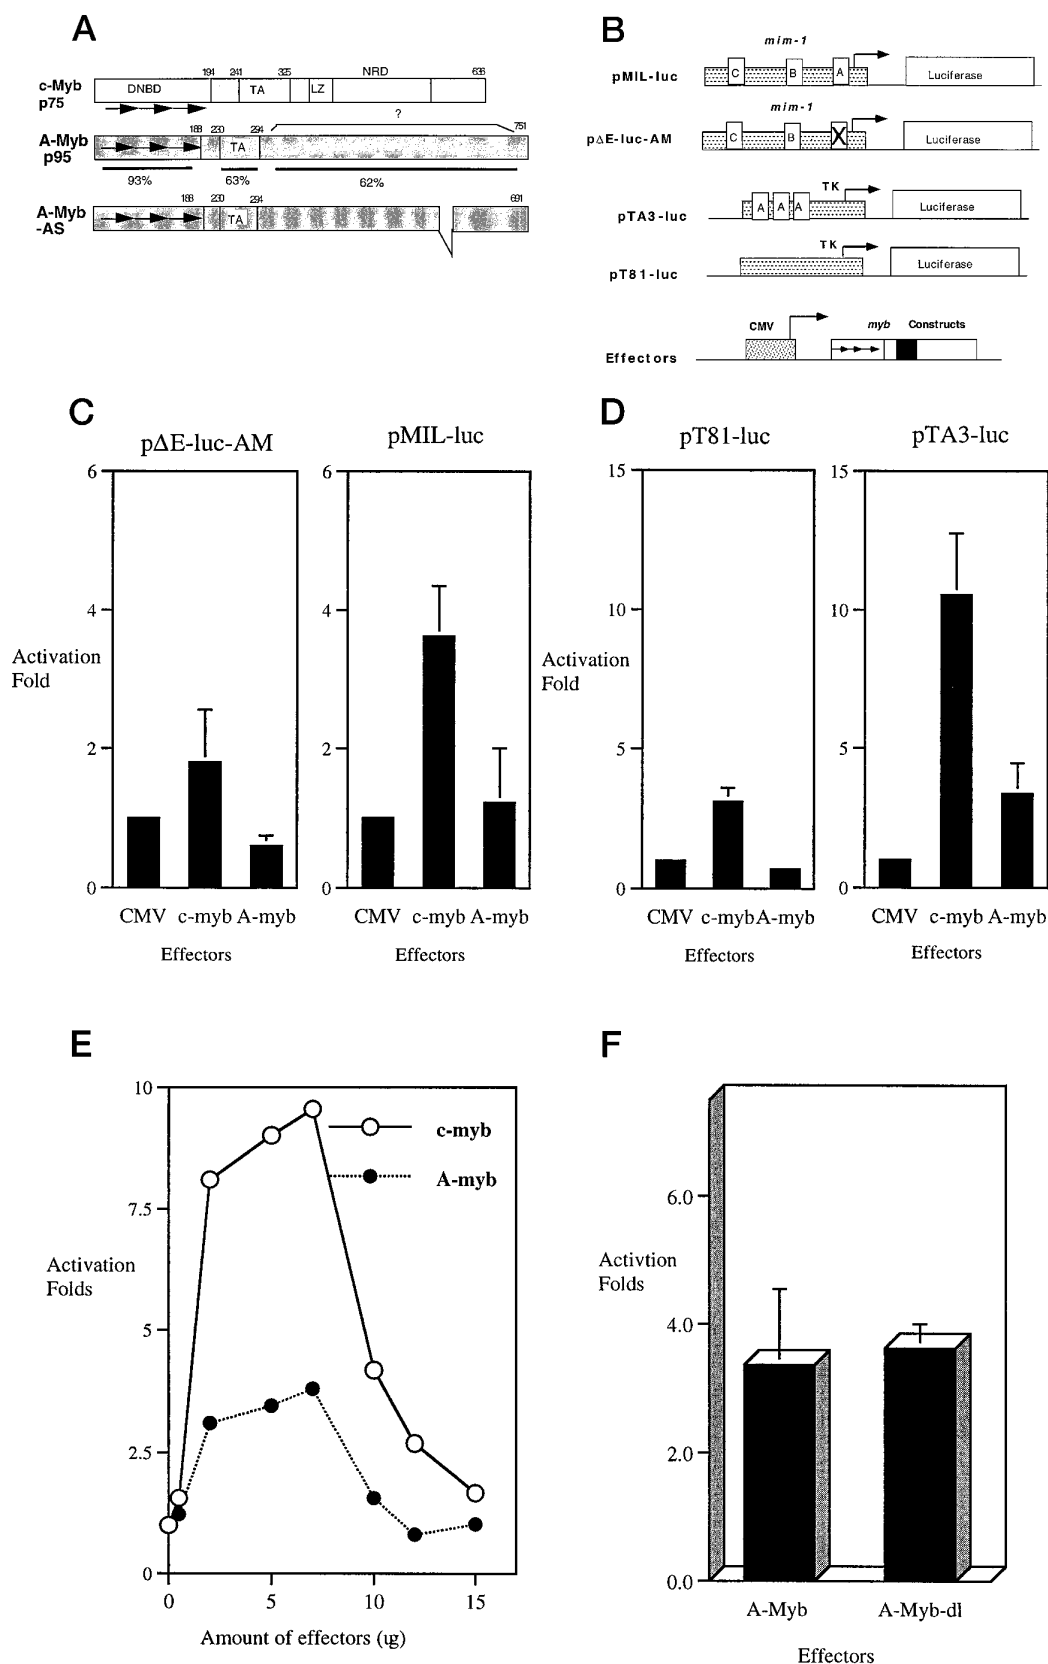 A
194 241 325 NRD 636
c-Myb DNBD TA LZ
p75
?
188 230 294 751
A-Myb TA
p95
93% 63% 62%
188 230 294 691
A-Myb TA
-AS
B
mim-1
pMIL-luc C B A Luciferase
mim-1
pΔE-luc-AM C B X Luciferase
TK
pTA3-luc A A A Luciferase
TK
pT81-luc Luciferase
CMV myb Constructs
Effectors
C
pΔE-luc-AM pMIL-luc
6 6
4 4
Activation
Fold
2 2
0 0
CMV c-myb A-myb CMV c-myb A-myb
Effectors Effectors
D
pT81-luc pTA3-luc
15 15
10 10
Activation
Fold
5 5
0 0
CMV c-myb A-myb CMV c-myb A-myb
Effectors Effectors
E
10
c-myb
A-myb
7.5
Activation
Folds
5
2.5
0
0 5 10 15
Amount of effectors (ug)
F
6.0
Activtion
Folds
4.0
2.0
0.0
A-Myb A-Myb-dl
Effectors